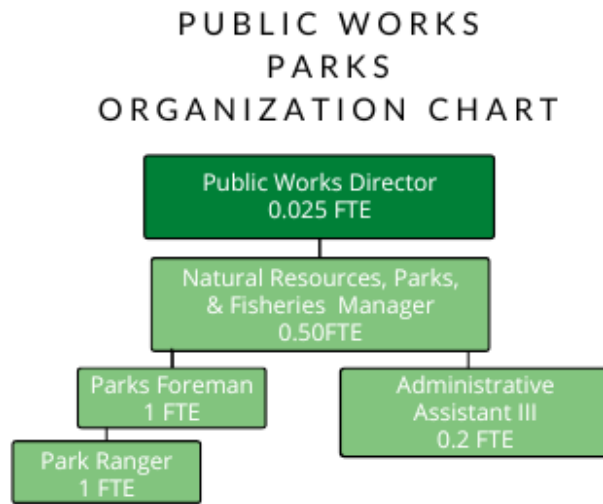 PUBLIC WORKS
PARKS
ORGANIZATION CHART
Public Works Director
0.025 FTE
Natural Resources, Parks,
& Fisheries Manager
0.50FTE
Parks Foreman
1 FTE
Administrative
Assistant III
0.2 FTE
Park Ranger
1 FTE